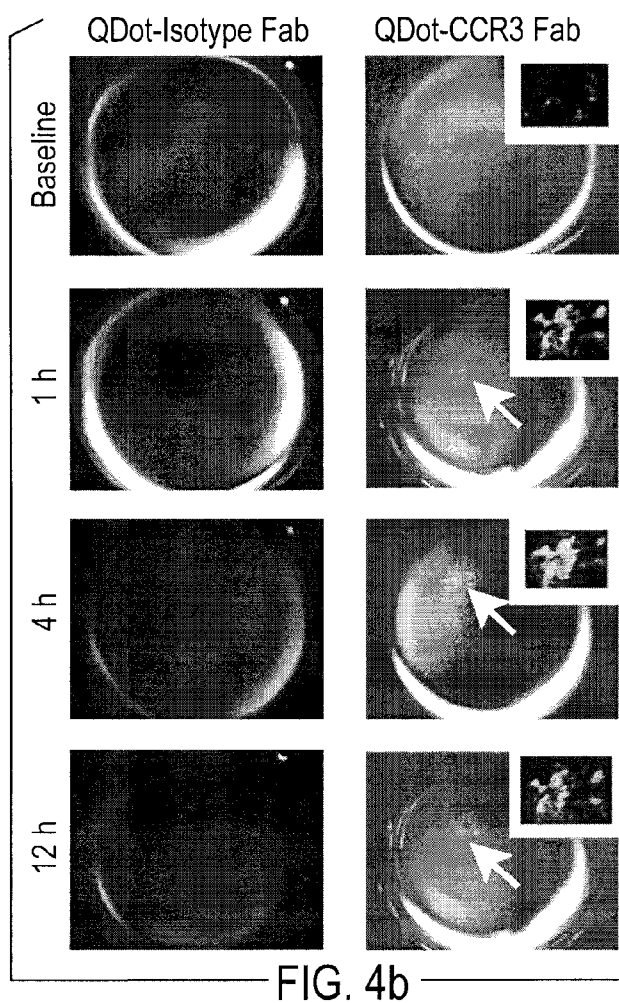 QDot-Isotype Fab
QDot-CCR3 Fab
Baseline
1 h
4 h
12 h
FIG. 4b